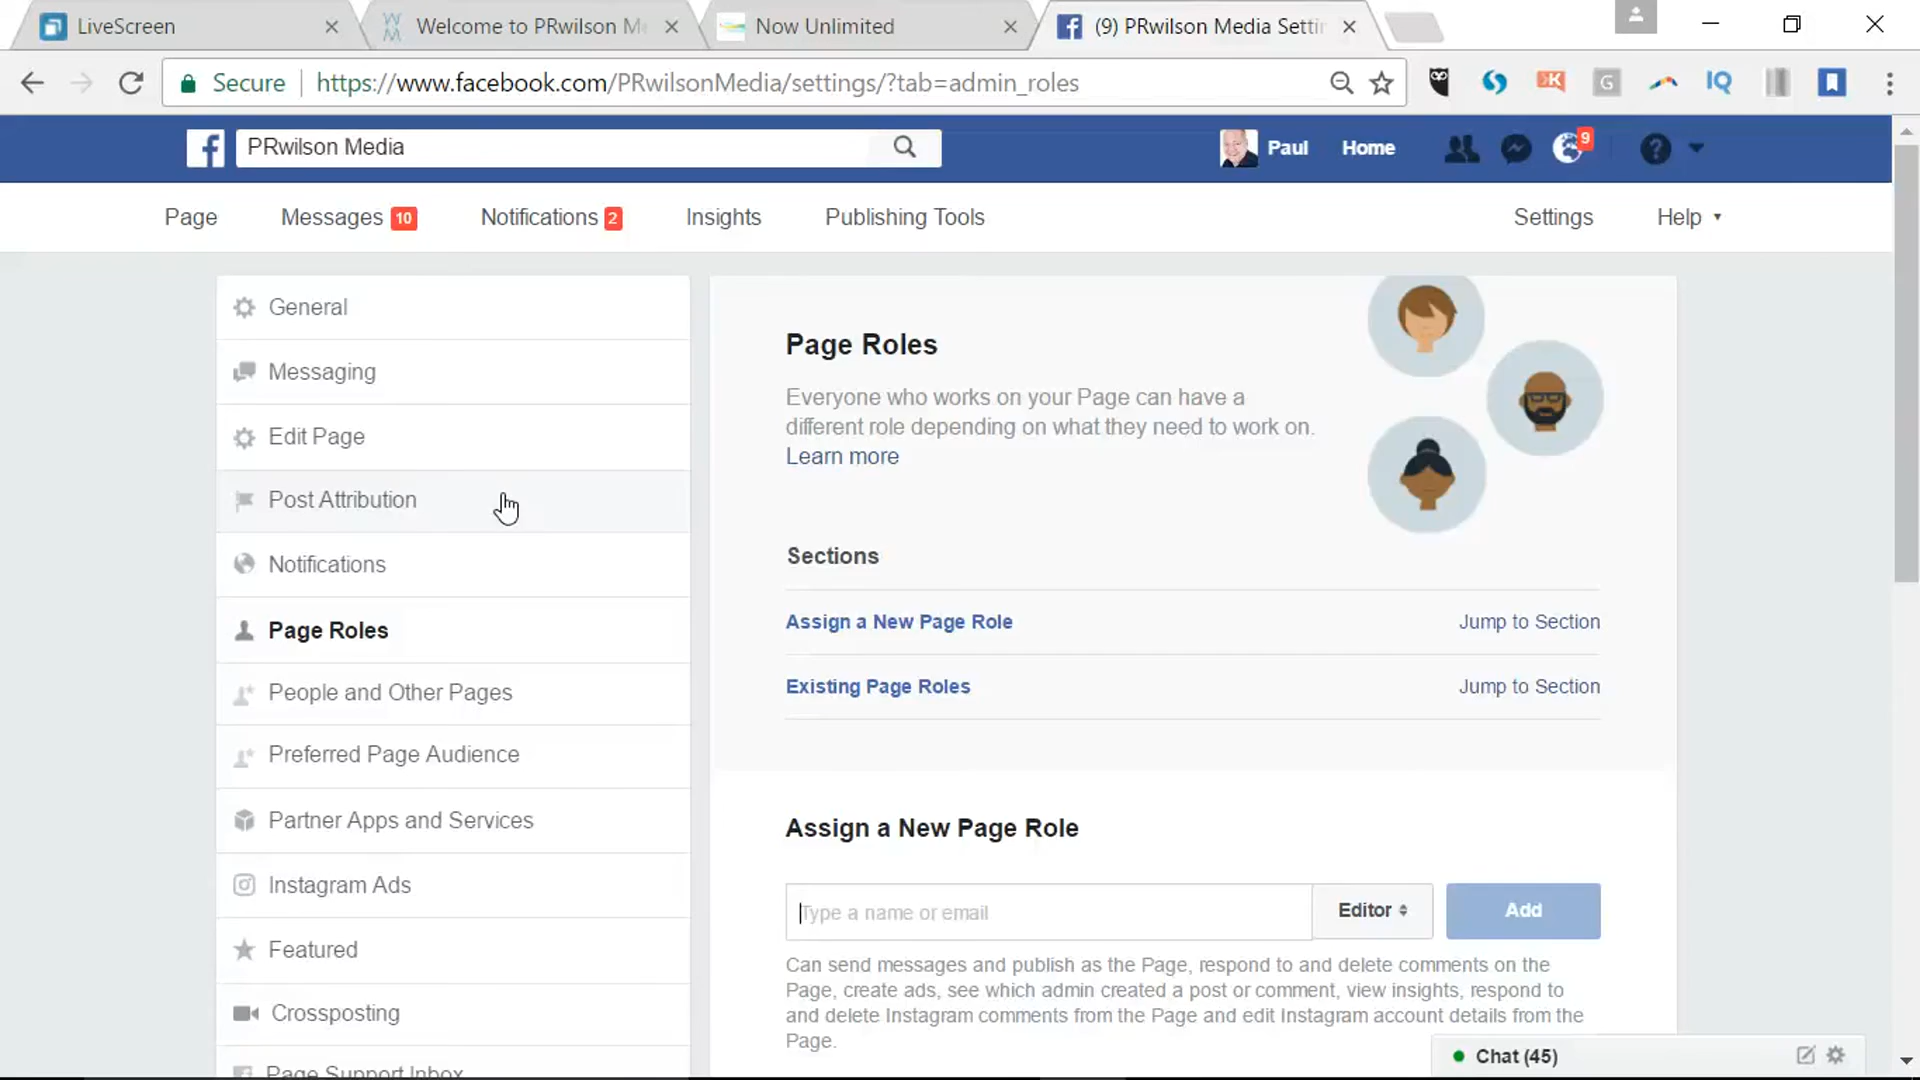 LiveScreen
Welcome to PRwilson Me
Now Unlimited
(9) PRwilson Media Settin
Secure
https://www.facebook.com/PRwilsonMedia/settings/?tab=admin_roles
PRwilson Media
Paul
Home
9
Page
Messages 10
Notifications 2
Insights
Publishing Tools
Settings
Help
General
Messaging
Edit Page
Post Attribution
Notifications
Page Roles
People and Other Pages
Preferred Page Audience
Partner Apps and Services
Instagram Ads
Featured
Crossposting
Page Support Inbox
Page Roles
Everyone who works on your Page can have a
different role depending on what they need to work on.
Learn more
Sections
Assign a New Page Role
Jump to Section
Existing Page Roles
Jump to Section
Assign a New Page Role
Type a name or email
Editor
Add
Can send messages and publish as the Page, respond to and delete comments on the
Page, create ads, see which admin created a post or comment, view insights, respond to
and delete Instagram comments from the Page and edit Instagram account details from the
Page.
Chat (45)